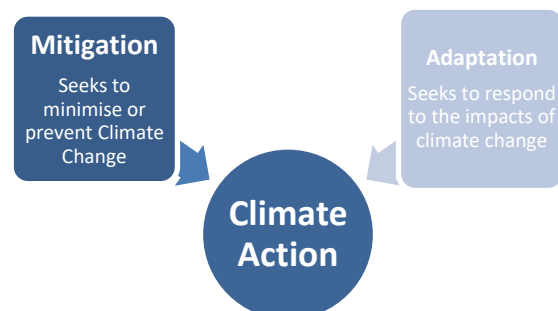 Mitigation
Seeks to
minimise or
prevent Climate
Change
Adaptation
Seeks to respond
to the impacts of
climate change
Climate
Action